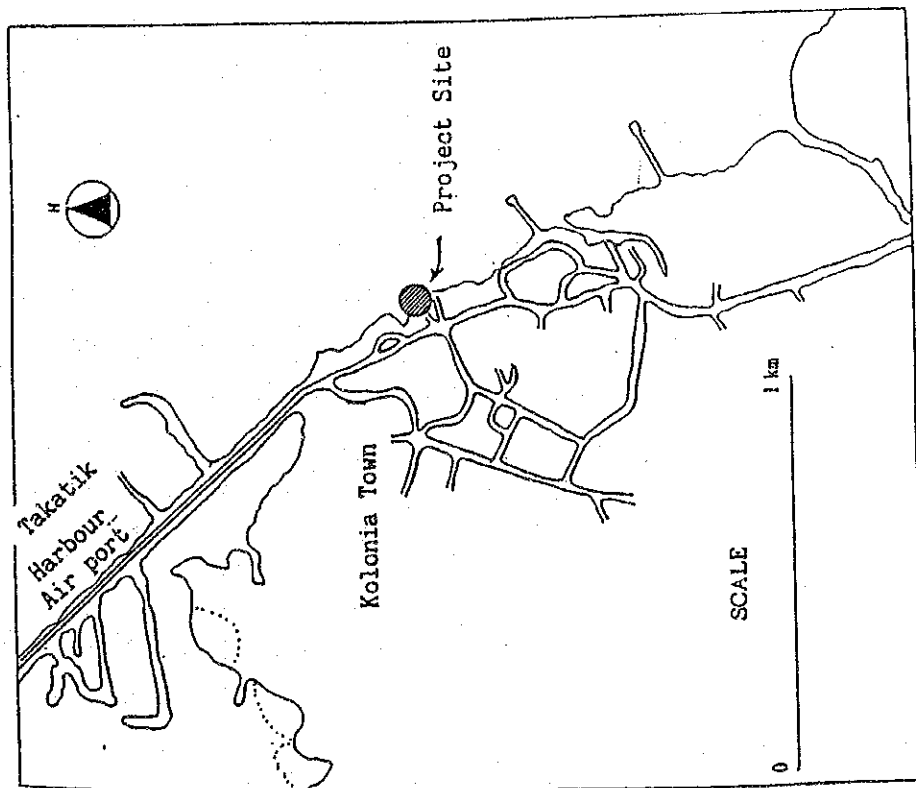 N
Takatik
Harbour
Air port
Project Site
Kolonia Town
SCALE
0 1 km